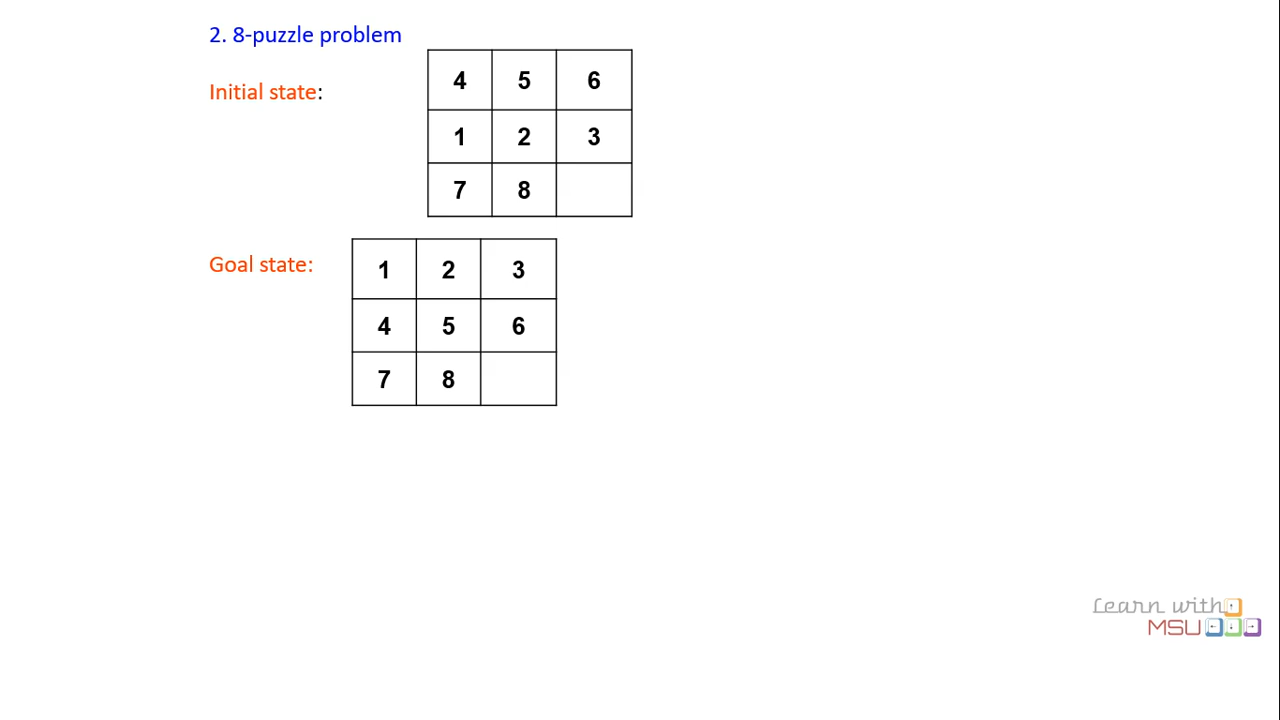 2. 8-puzzle problem
Initial state:
4 5 6
1 2 3
7 8
Goal state:
1 2 3
4 5 6
7 8
Learn with
MSU